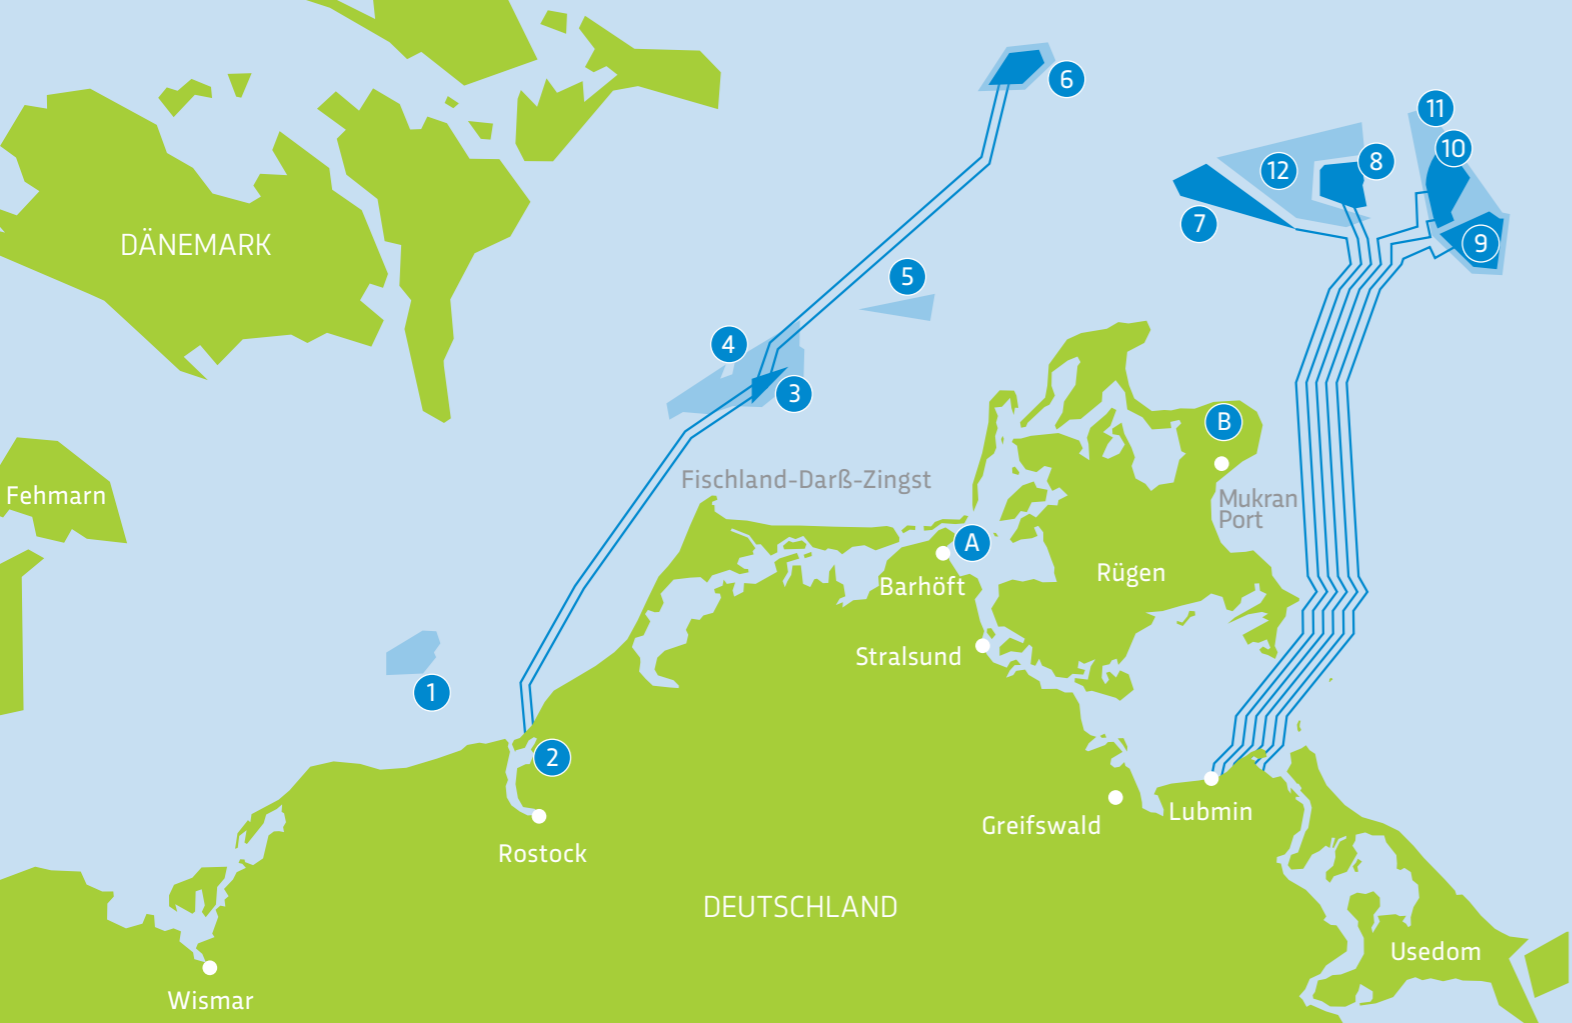 6
11
10
8
12
7
9
DÄNEMARK
5
4
3
B
Fischland-Darß-Zingst
Fehmarn
Mukran
Port
A
Barhöft
Rügen
Stralsund
1
2
Lubmin
Greifswald
Rostock
DEUTSCHLAND
Usedom
Wismar